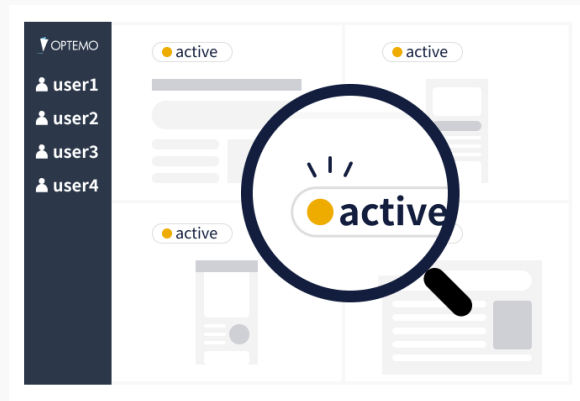 OPTEMO
user1
user2
user3
user4
active
active
active
active